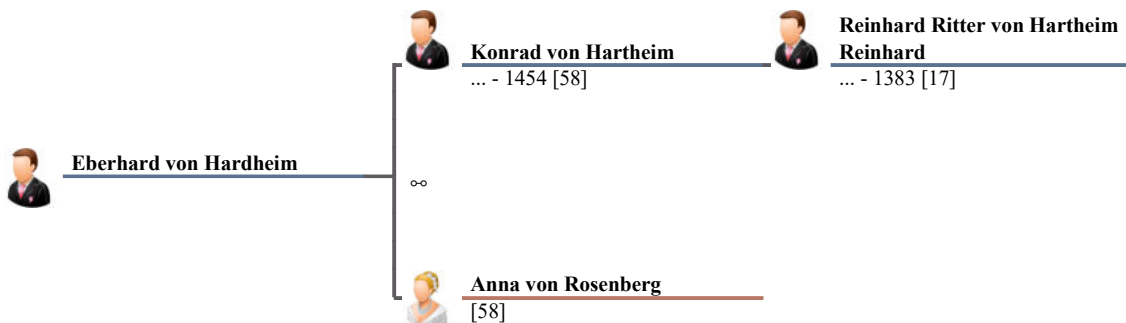 Reinhard Ritter von Hartheim
Konrad von Hartheim
Reinhard
... - 1454 [58]
... - 1383 [17]
Eberhard von Hardheim
Anna von Rosenberg
[58]